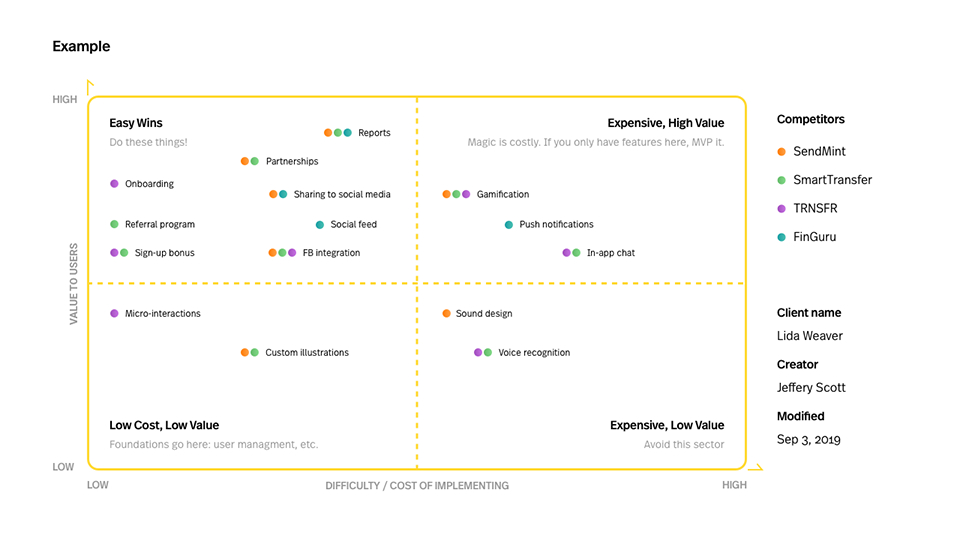 Example
HIGH
Easy Wins
Do these things!
Reports
Partnerships
Onboarding
Sharing to social media
Referral program
Social feed
Sign-up bonus
FB integration
Expensive, High Value
Magic is costly. If you only have features here, MVP it.
Gamification
Push notifications
In-app chat
VALUE TO USERS
Micro-interactions
Custom illustrations
Low Cost, Low Value
Foundations go here: user managment, etc.
Sound design
Voice recognition
Expensive, Low Value
Avoid this sector
LOW
LOW
DIFFICULTY / COST OF IMPLEMENTING
HIGH
Competitors
SendMint
SmartTransfer
TRNSFR
FinGuru
Client name
Lida Weaver
Creator
Jeffery Scott
Modified
Sep 3, 2019